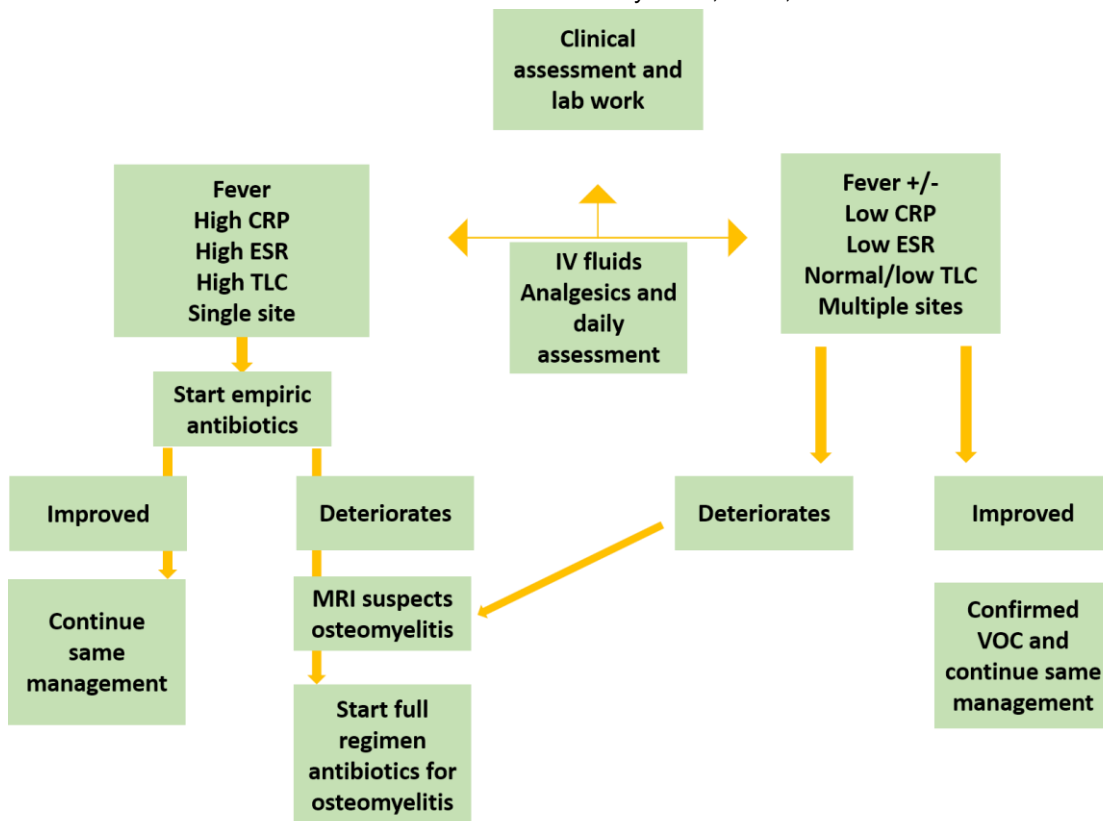 Clinical
assessment and
lab work
Fever
High CRP
High ESR
High TLC
Single site
IV fluids
Analgesics and
daily
assessment
Fever +/-
Low CRP
Low ESR
Normal/low TLC
Multiple sites
Start empiric
antibiotics
Improved
Deteriorates
Deteriorates
Improved
Continue
same
management
MRI suspects
osteomyelitis
Confirmed
VOC and
continue same
management
Start full
regimen
antibiotics for
osteomyelitis